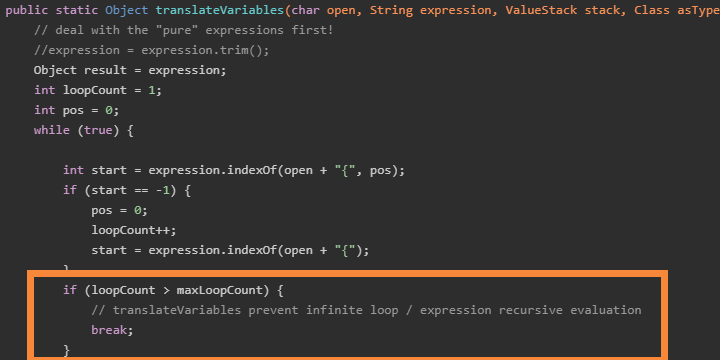 public static Object translateVariables(char open, String expression, ValueStack stack, Class asType
// deal with the "pure" expressions first!
//expression = expression.trim();
Object result = expression;
int loopCount = 1;
int pos = 0;
while (true) {
int start = expression.indexOf(open + "{", pos);
if (start == -1) {
pos = 0;
loopCount++;
start = expression.indexOf(open + "{");
}
if (loopCount > maxLoopCount) {
// translateVariables prevent infinite loop / expression recursive evaluation
break;
}